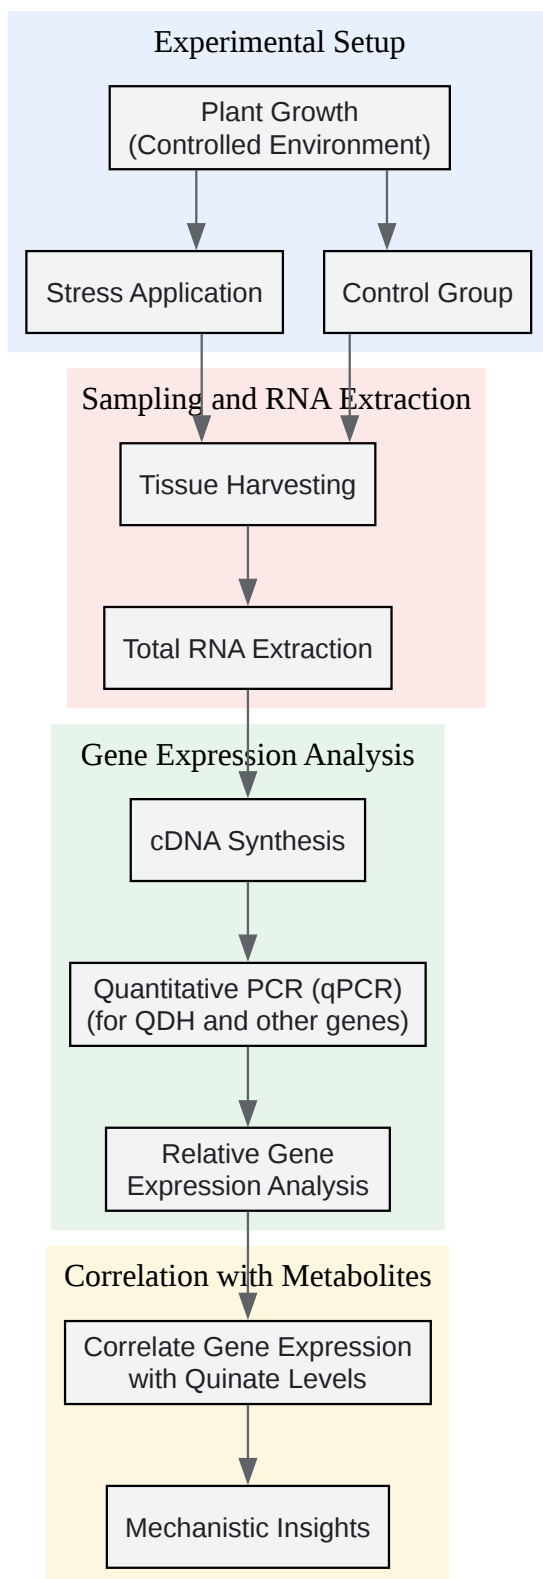 Experimental Setup
Plant Growth
(Controlled Environment)
Stress Application
Control Group
Sampling and RNA Extraction
Tissue Harvesting
Total RNA Extraction
Gene Expression Analysis
cDNA Synthesis
Quantitative PCR (qPCR)
(for QDH and other genes)
Relative Gene
Expression Analysis
Correlation with Metabolites
Correlate Gene Expression
with Quinate Levels
Mechanistic Insights